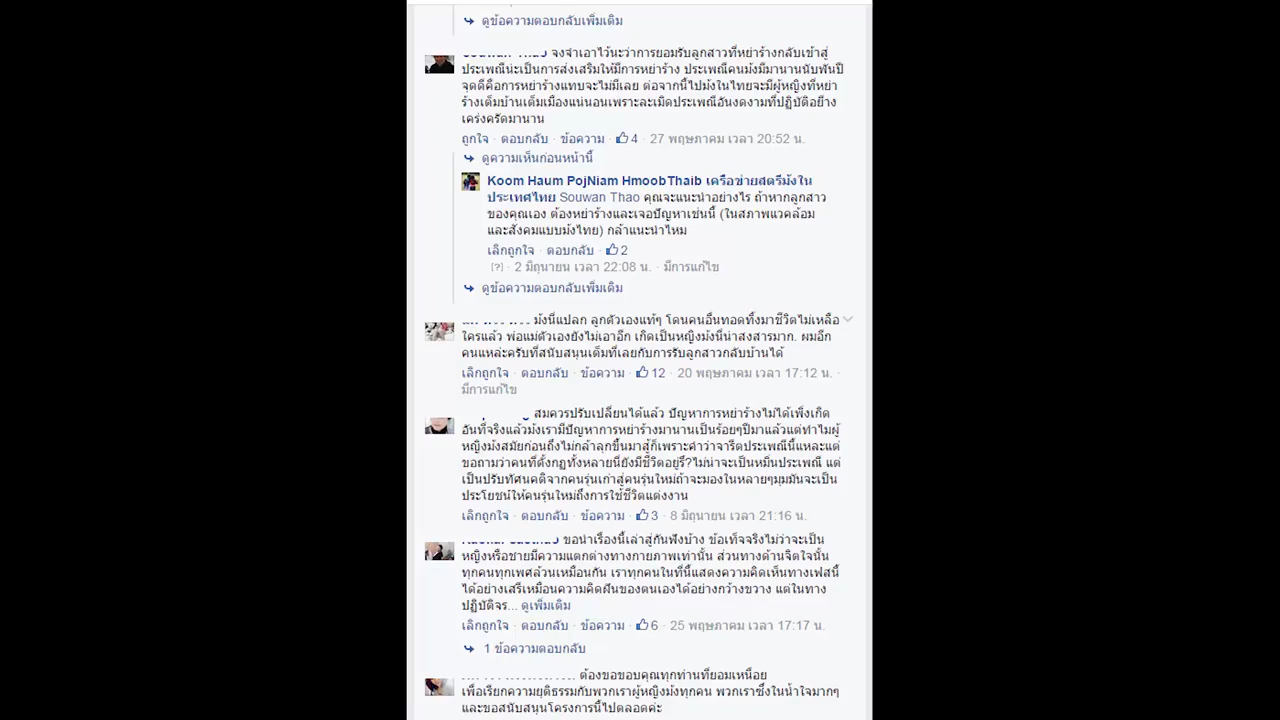 ดูข้อความตอบกลับเพิ่มเติม
Souwan Thao จงจำเอาไว้นะว่าการยอมรับลูกสาวที่หย่าร้างกลับเข้าสู่
ประเพณีน่ะเป็นการส่งเสริมให้มีการหย่าร้าง ประเพณีคนม้งมีมานานนับพันปี
จุดดีคือการหย่าร้างแทบจะไม่มีเลย ต่อจากนี้ไปม้งในไทยจะมีผู้หญิงที่หย่า
ร้างเต็มบ้านเต็มเมืองแน่นอนเพราะละเมิดประเพณีอันงดงามที่ปฏิบัติอยีาง
เคร่งครัดมานาน
ถูกใจ · ตอบกลับ · ข้อความ · 4 · 27 พฤษภาคม เวลา 20:52 น.
ดูความเห็นก่อนหน้านี้
Koom Haum PojNiam HmoobThaib เครือข่ายสตรีม้งใน
ประเทศไทย Souwan Thao คุณจะแนะนำอย่างไร ถ้าหากลูกสาว
ของคุณเอง ต้องหย่าร้างและเจอปัญหาเช่นนี้ (ในสภาพแวคล้อม
และสังคมแบบม้งไทย) กล้าแนะนำไหม
เลิกถูกใจ · ตอบกลับ · 2
[?] · 2 มิถุนายน เวลา 22:08 น. · มีการแก้ไข
ดูข้อความตอบกลับเพิ่มเติม
ม้งนี่แปลก ลูกตัวเองแท้ๆ โดนคนอื่นทอดทิ้งมาชีวิตไม่เหลือ
ใครแล้ว พ่อแม่ตัวเองยังไม่เอาอีก เกิดเป็นหญิงม้งนี่น่าสงสารมาก. ผมอีก
คนแหล่ะครับที่สนับสนุนเต็มที่เลยกับการรับลูกสาวกลับบ้านได้
เลิกถูกใจ · ตอบกลับ · ข้อความ · 12 · 20 พฤษภาคม เวลา 17:12 น. ·
มีการแก้ไข
สมควรปรับเปลี่ยนได้แล้ว ปัญหาการหย่าร้างไม่ได้เพิ่งเกิด
อันที่จริงแล้วม้งเรามีปัญหาการหย่าร้างมานานเป็นร้อยๆปีมาแล้วแต่ทำไมผู้
หญิงม้งสมัยก่อนถึงไม่กล้าลุกขึ้นมาสู้ก็เพราะคำว่าจารีตประเพณีนี้แหละแต่
ขอถามว่าคนที่ตั้งกฏทั้งหลายนี้ยังมีชีวิตอยู่รึ?ไม่น่าจะเป็นหมิ่นประเพณี แต่
เป็นปรับทัศนคติจากคนรุ่นเก่าสู่คนรุ่นใหม่ถ้าจะมองในหลายๆมุมมันจะเป็น
ประโยชน์ให้คนรุ่นใหม่ถึงการใช้ชีวิตแต่งงาน
เลิกถูกใจ · ตอบกลับ · ข้อความ · 3 · 8 มิถุนายน เวลา 21:16 น.
ขอนำเรื่องนี้เล่าสู่กันฟังบ้าง ข้อเท็จจริงไม่ว่าจะเป็น
หญิงหรือชายมีความแตกต่างทางกายภาพเท่านั้น ส่วนทางด้านจิตใจนั้น
ทุกคนทุกเพศล้วนเหมือนกัน เราทุกคนในที่นี้แสดงความคิดเห็นทางเฟสนี้
ได้อย่างเสรีเหมือนความคิดฝันของตนเองได้อย่างกว้างขวาง แต่ในทาง
ปฏิบัติจร... ดูเพิ่มเติม
เลิกถูกใจ · ตอบกลับ · ข้อความ · 6 · 25 พฤษภาคม เวลา 17:17 น.
1 ข้อความตอบกลับ
ต้องขอขอบคุณทุกท่านที่ยอมเหนื่อย
เพื่อเรียกความยุติธรรมกับพวกเราผู้หญิงม้งทุกคน พวกเราซึ้งในน้ำใจมากๆ
และขอสนับสนุนโครงการนี้ไปตลอดค่ะ